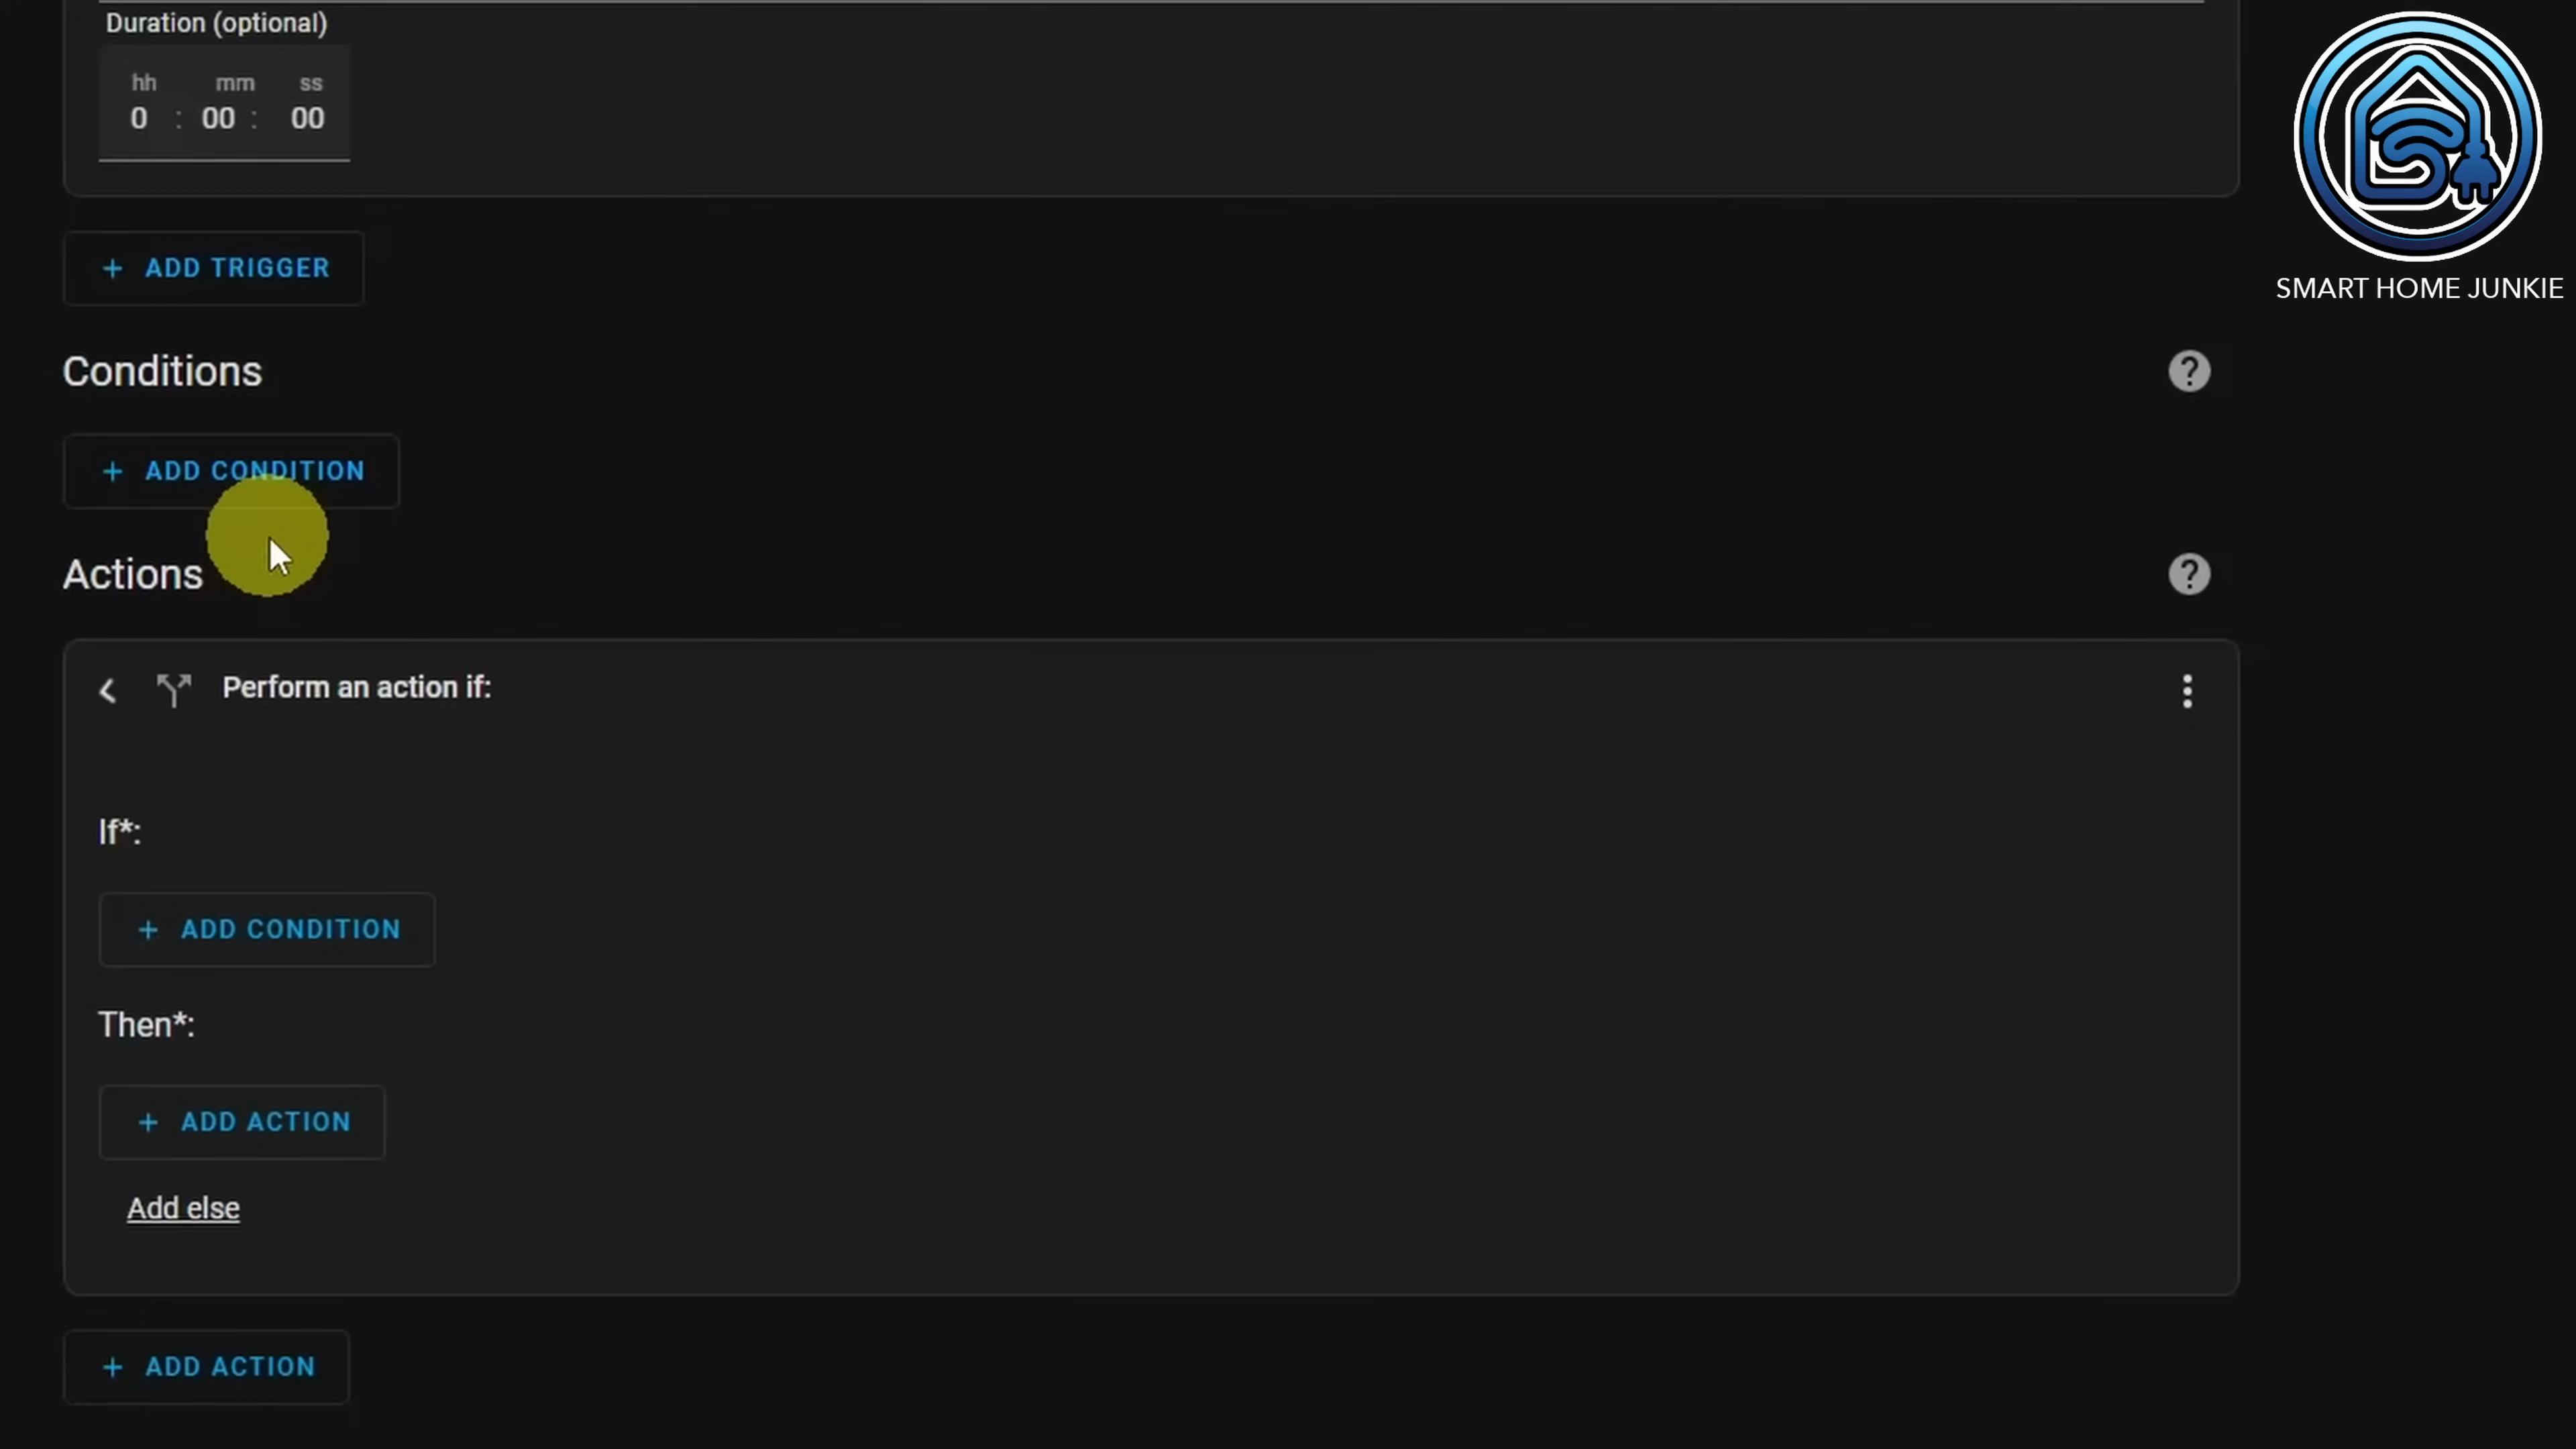 Duration (optional)
hh mm ss
0 : 00 : 00
+ ADD TRIGGER
SMART HOME JUNKIE
Conditions
?
+ ADD CONDITION
Actions
?
Perform an action if:
If*:
+ ADD CONDITION
Then*:
+ ADD ACTION
Add else
+ ADD ACTION